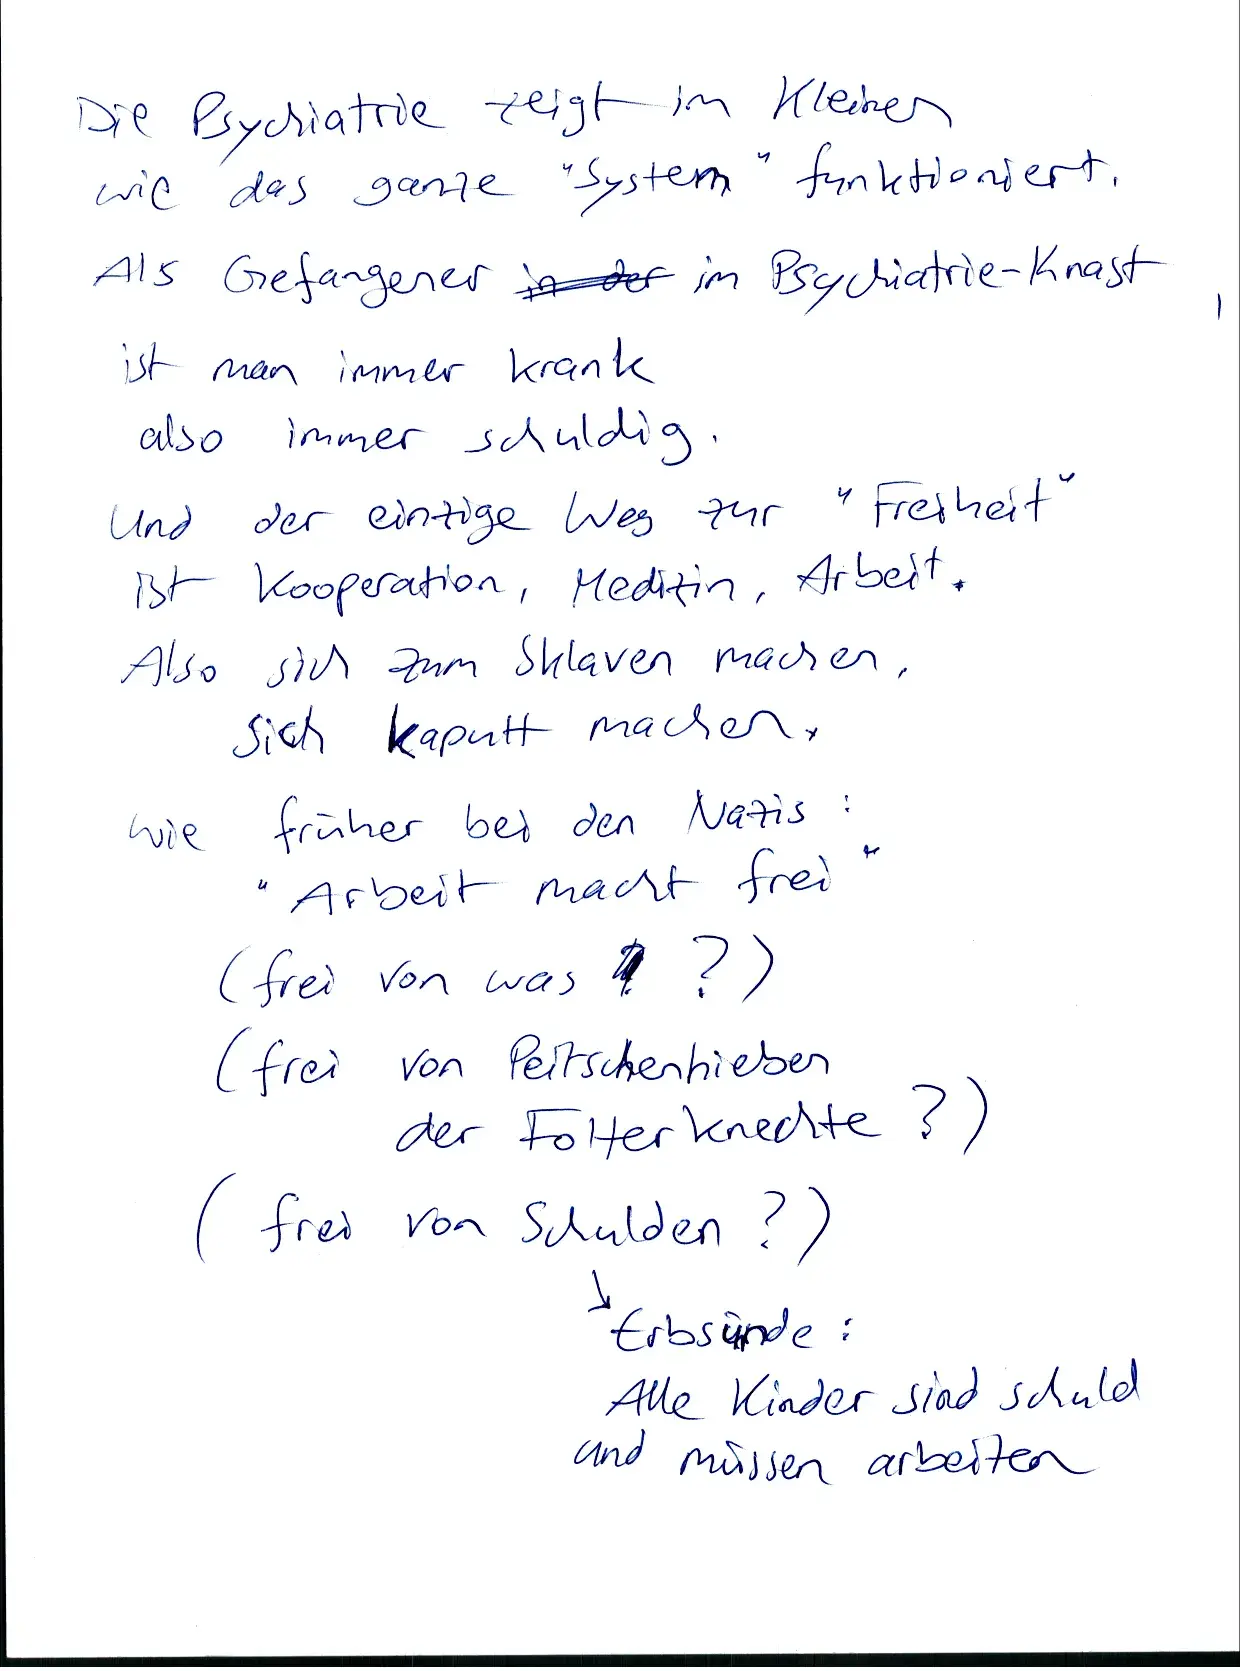 Die Psychiatrie zeigt im Kleinen
wie das ganze "System" funktioniert.
Als Gefangener in der im Psychiatrie-Knast
ist man immer krank
also immer schuldig.
Und der einzige Weg zur "Freiheit"
ist Kooperation, Medizin, Arbeit.
Also sich zum Sklaven machen,
sich kaputt machen.
wie früher bei den Nazis:
"Arbeit macht frei"
(frei von was ?)
(frei von Peitschenhieben
der Folterknechte ?)
(frei von Schulden ?)
↘ Erbsünde:
Alle Kinder sind schuld
und müssen arbeiten